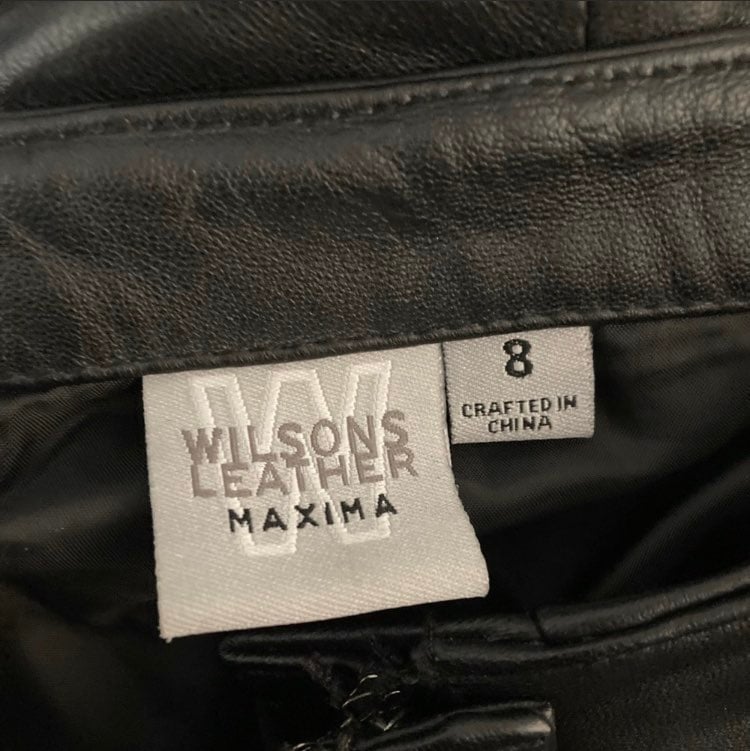 W
WILSONS
LEATHER
MAXIMA
8
CRAFTED IN
CHINA